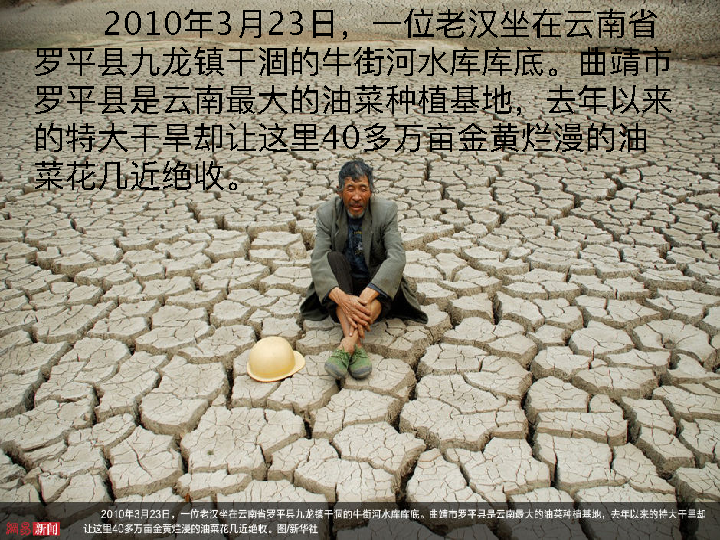 2010年3月23日，一位老汉坐在云南省
罗平县九龙镇干涸的牛街河水库库底。曲靖市
罗平县是云南最大的油菜种植基地，去年以来
的特大干旱却让这里40多万亩金黄烂漫的油
菜花几近绝收。
2010年3月23日，一位老汉坐在云南省罗平县九龙镇干涸的牛街河水库库底。曲靖市罗平县是云南最大的油菜种植基地，去年以来的特大干旱却
让这里40多万亩金黄烂漫的油菜花几近绝收。图/新华社
网易新闻